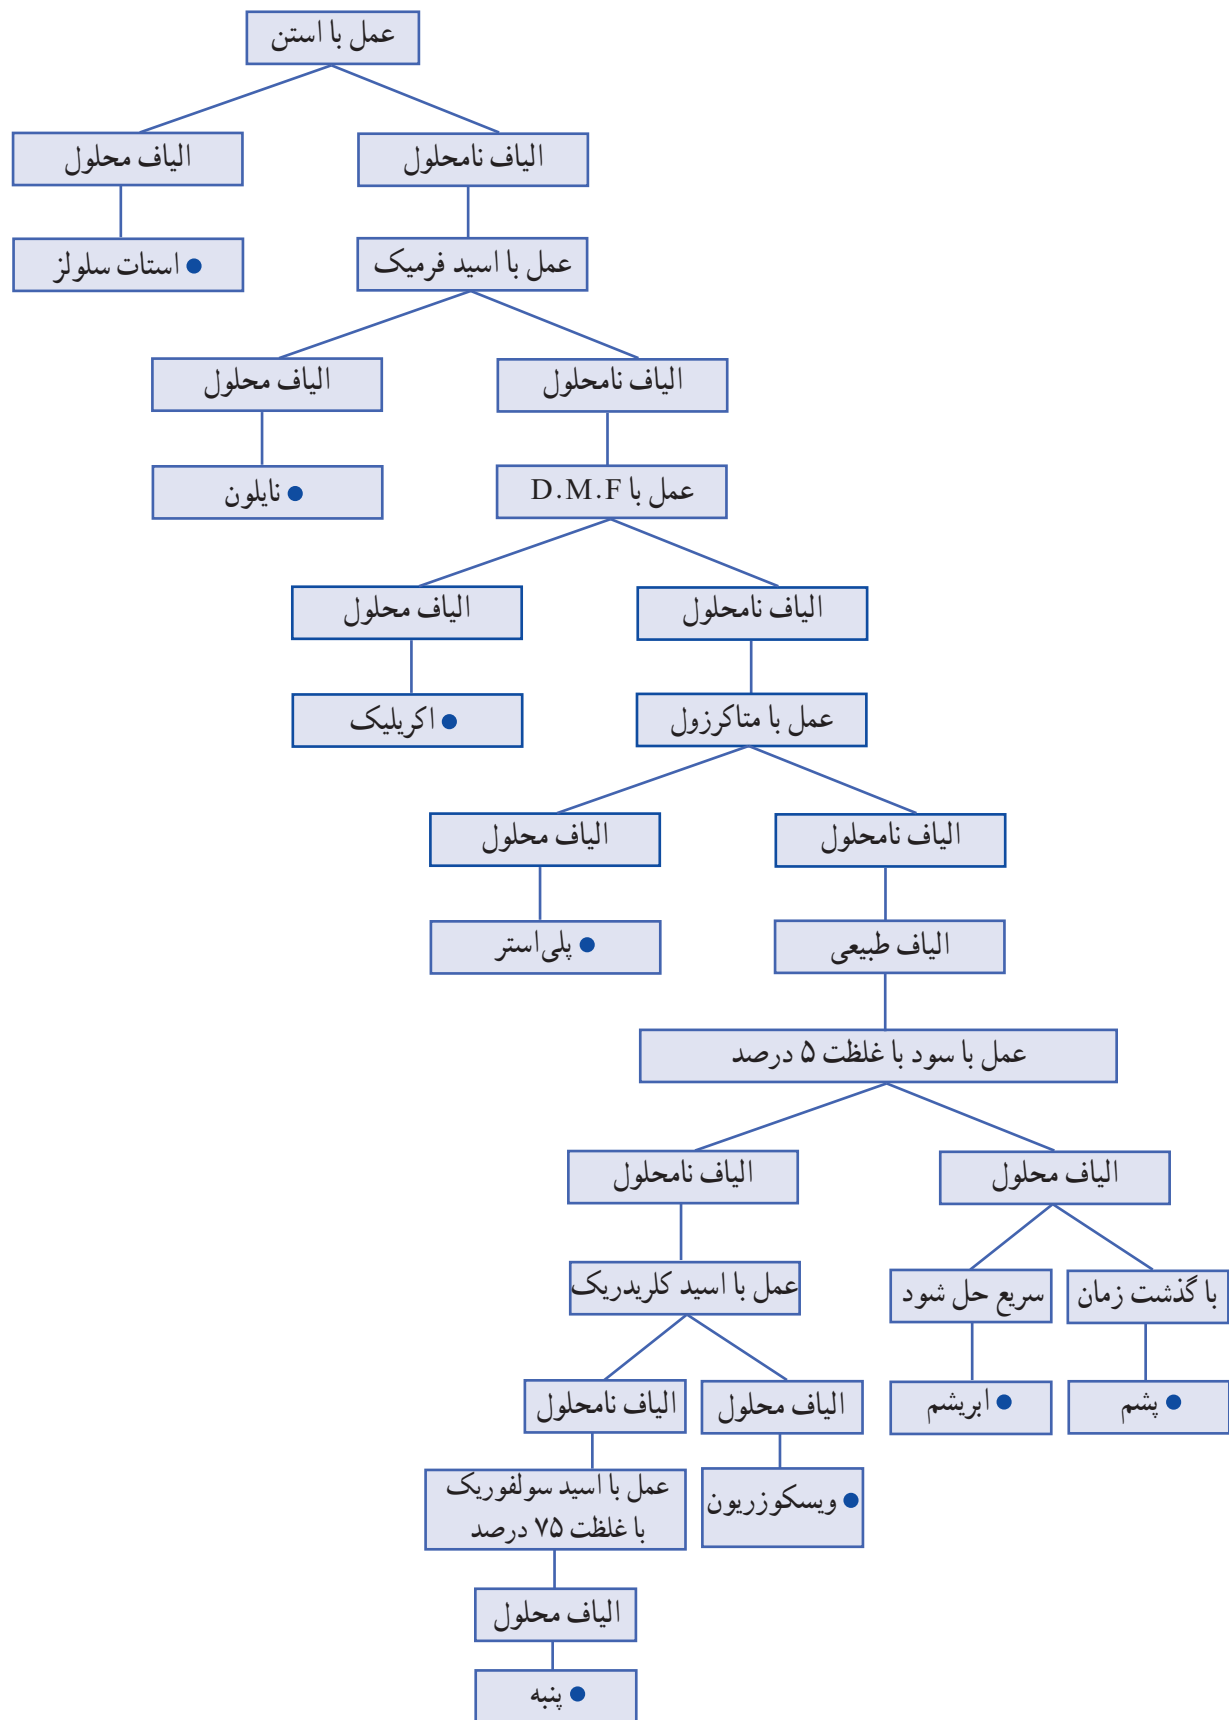 عمل با استن
الیاف نامحلول
الیاف محلول
عمل با اسید فرمیک
● استات سلولز
الیاف نامحلول
الیاف محلول
عمل با D.M.F
● نایلون
الیاف نامحلول
الیاف محلول
عمل با متاکرزول
● اکریلیک
الیاف نامحلول
الیاف محلول
الیاف طبیعی
● پلی‌استر
عمل با سود با غلظت ۵ درصد
الیاف محلول
الیاف نامحلول
با گذشت زمان
سریع حل شود
عمل با اسید کلریدریک
● پشم
● ابریشم
الیاف محلول
الیاف نامحلول
● ویسکوزریون
عمل با اسید سولفوریک
با غلظت ۷۵ درصد
الیاف محلول
● پنبه